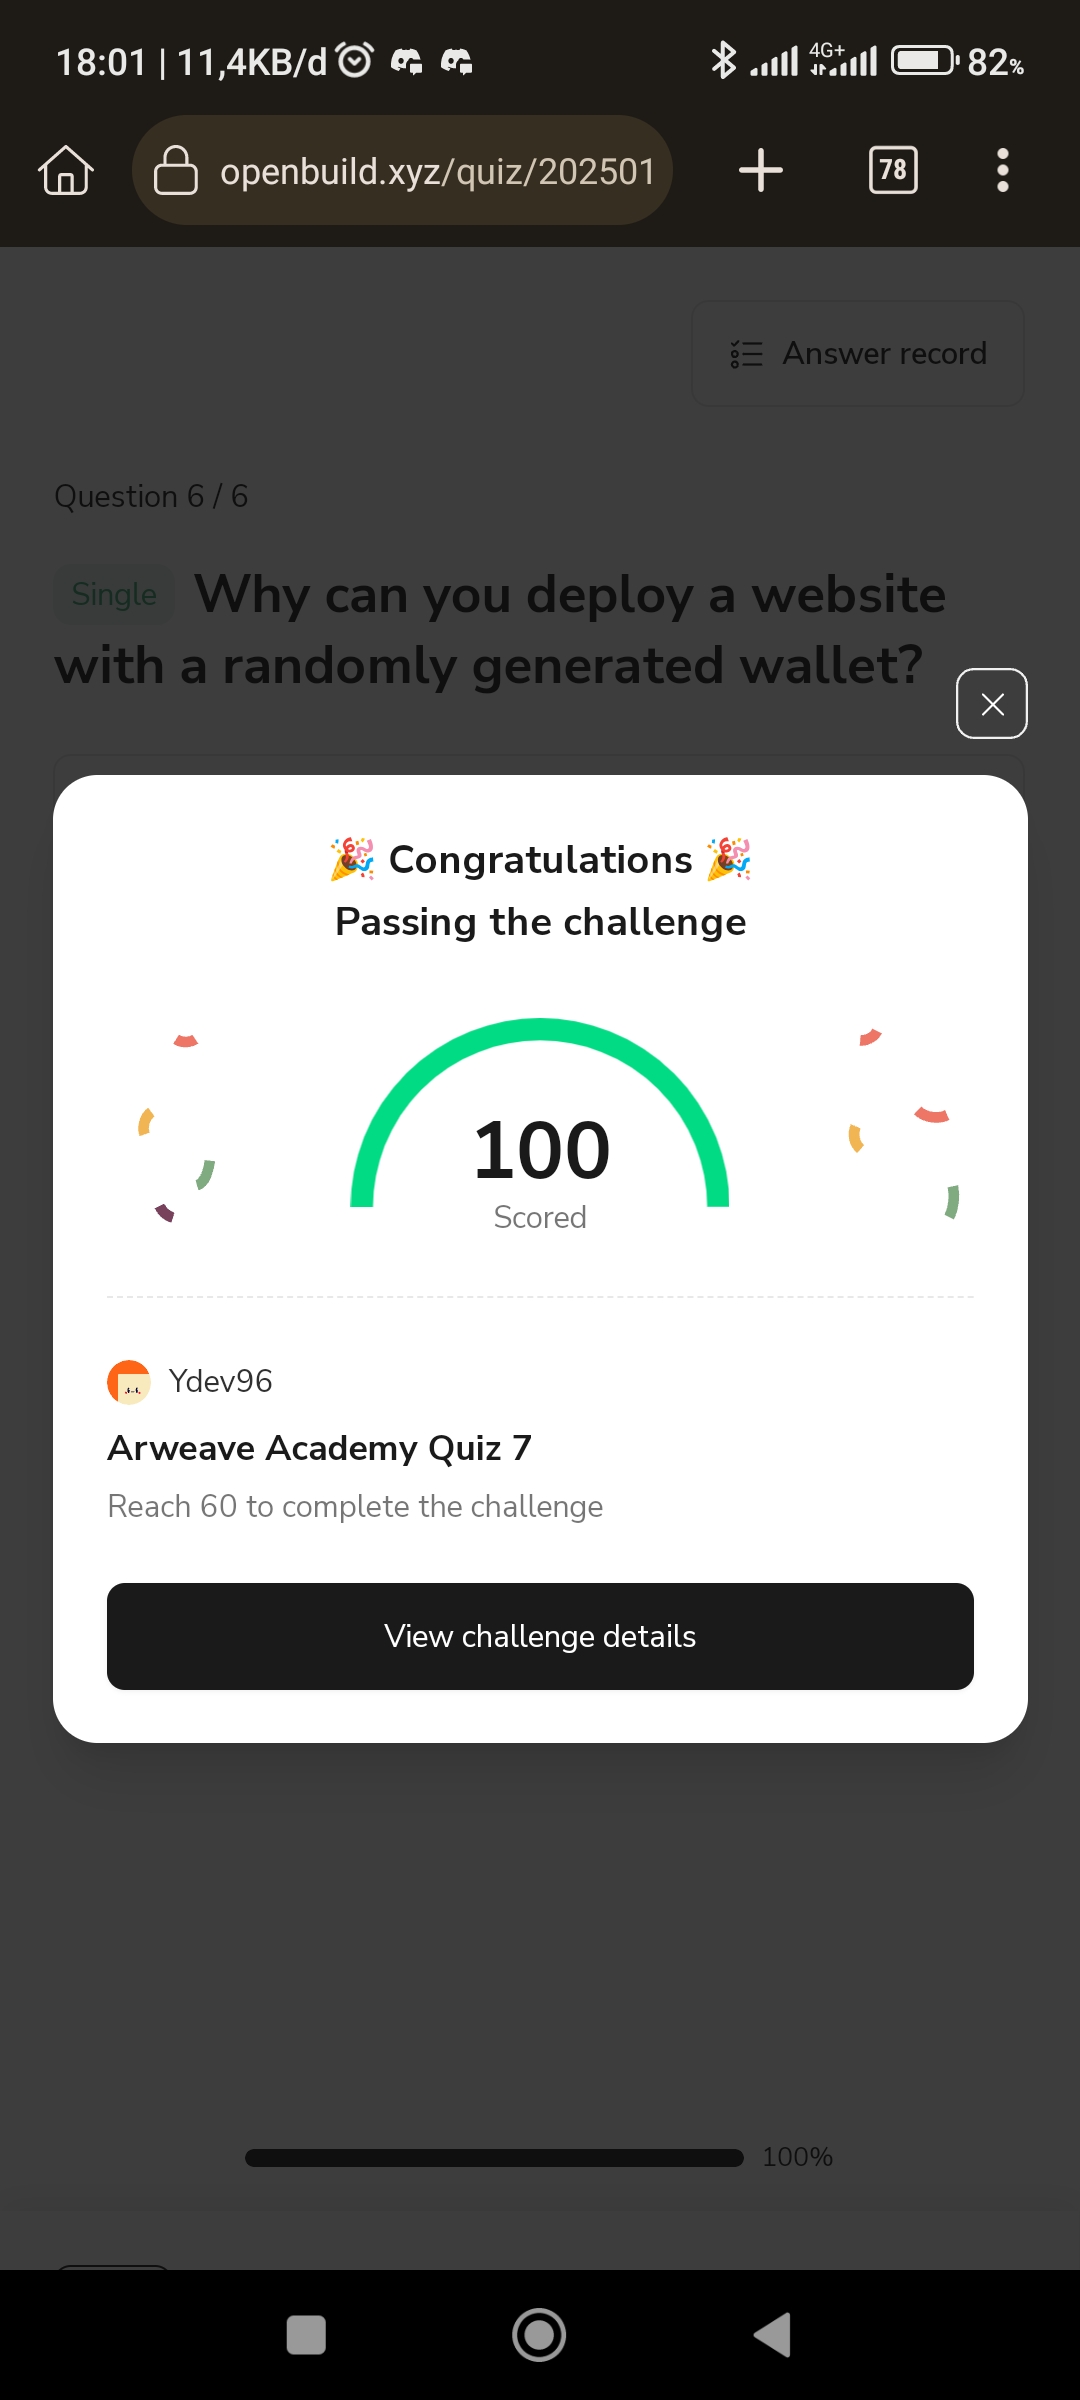 18:01 | 11,4KB/d
4G+
82%
openbuild.xyz/quiz/202501
78
Answer record
Question 6 / 6
Single Why can you deploy a website
with a randomly generated wallet?
🎉 Congratulations 🎉
Passing the challenge
100
Scored
Ydev96
Arweave Academy Quiz 7
Reach 60 to complete the challenge
View challenge details
100%